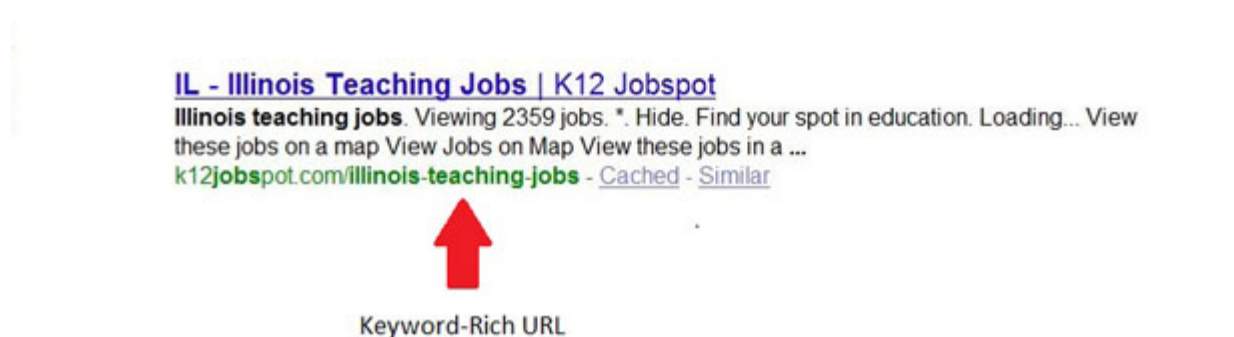 IL - Illinois Teaching Jobs | K12 Jobspot
Illinois teaching jobs. Viewing 2359 jobs. *. Hide. Find your spot in education. Loading... View
these jobs on a map View Jobs on Map View these jobs in a ...
k12jobspot.com/illinois-teaching-jobs - Cached - Similar
Keyword-Rich URL